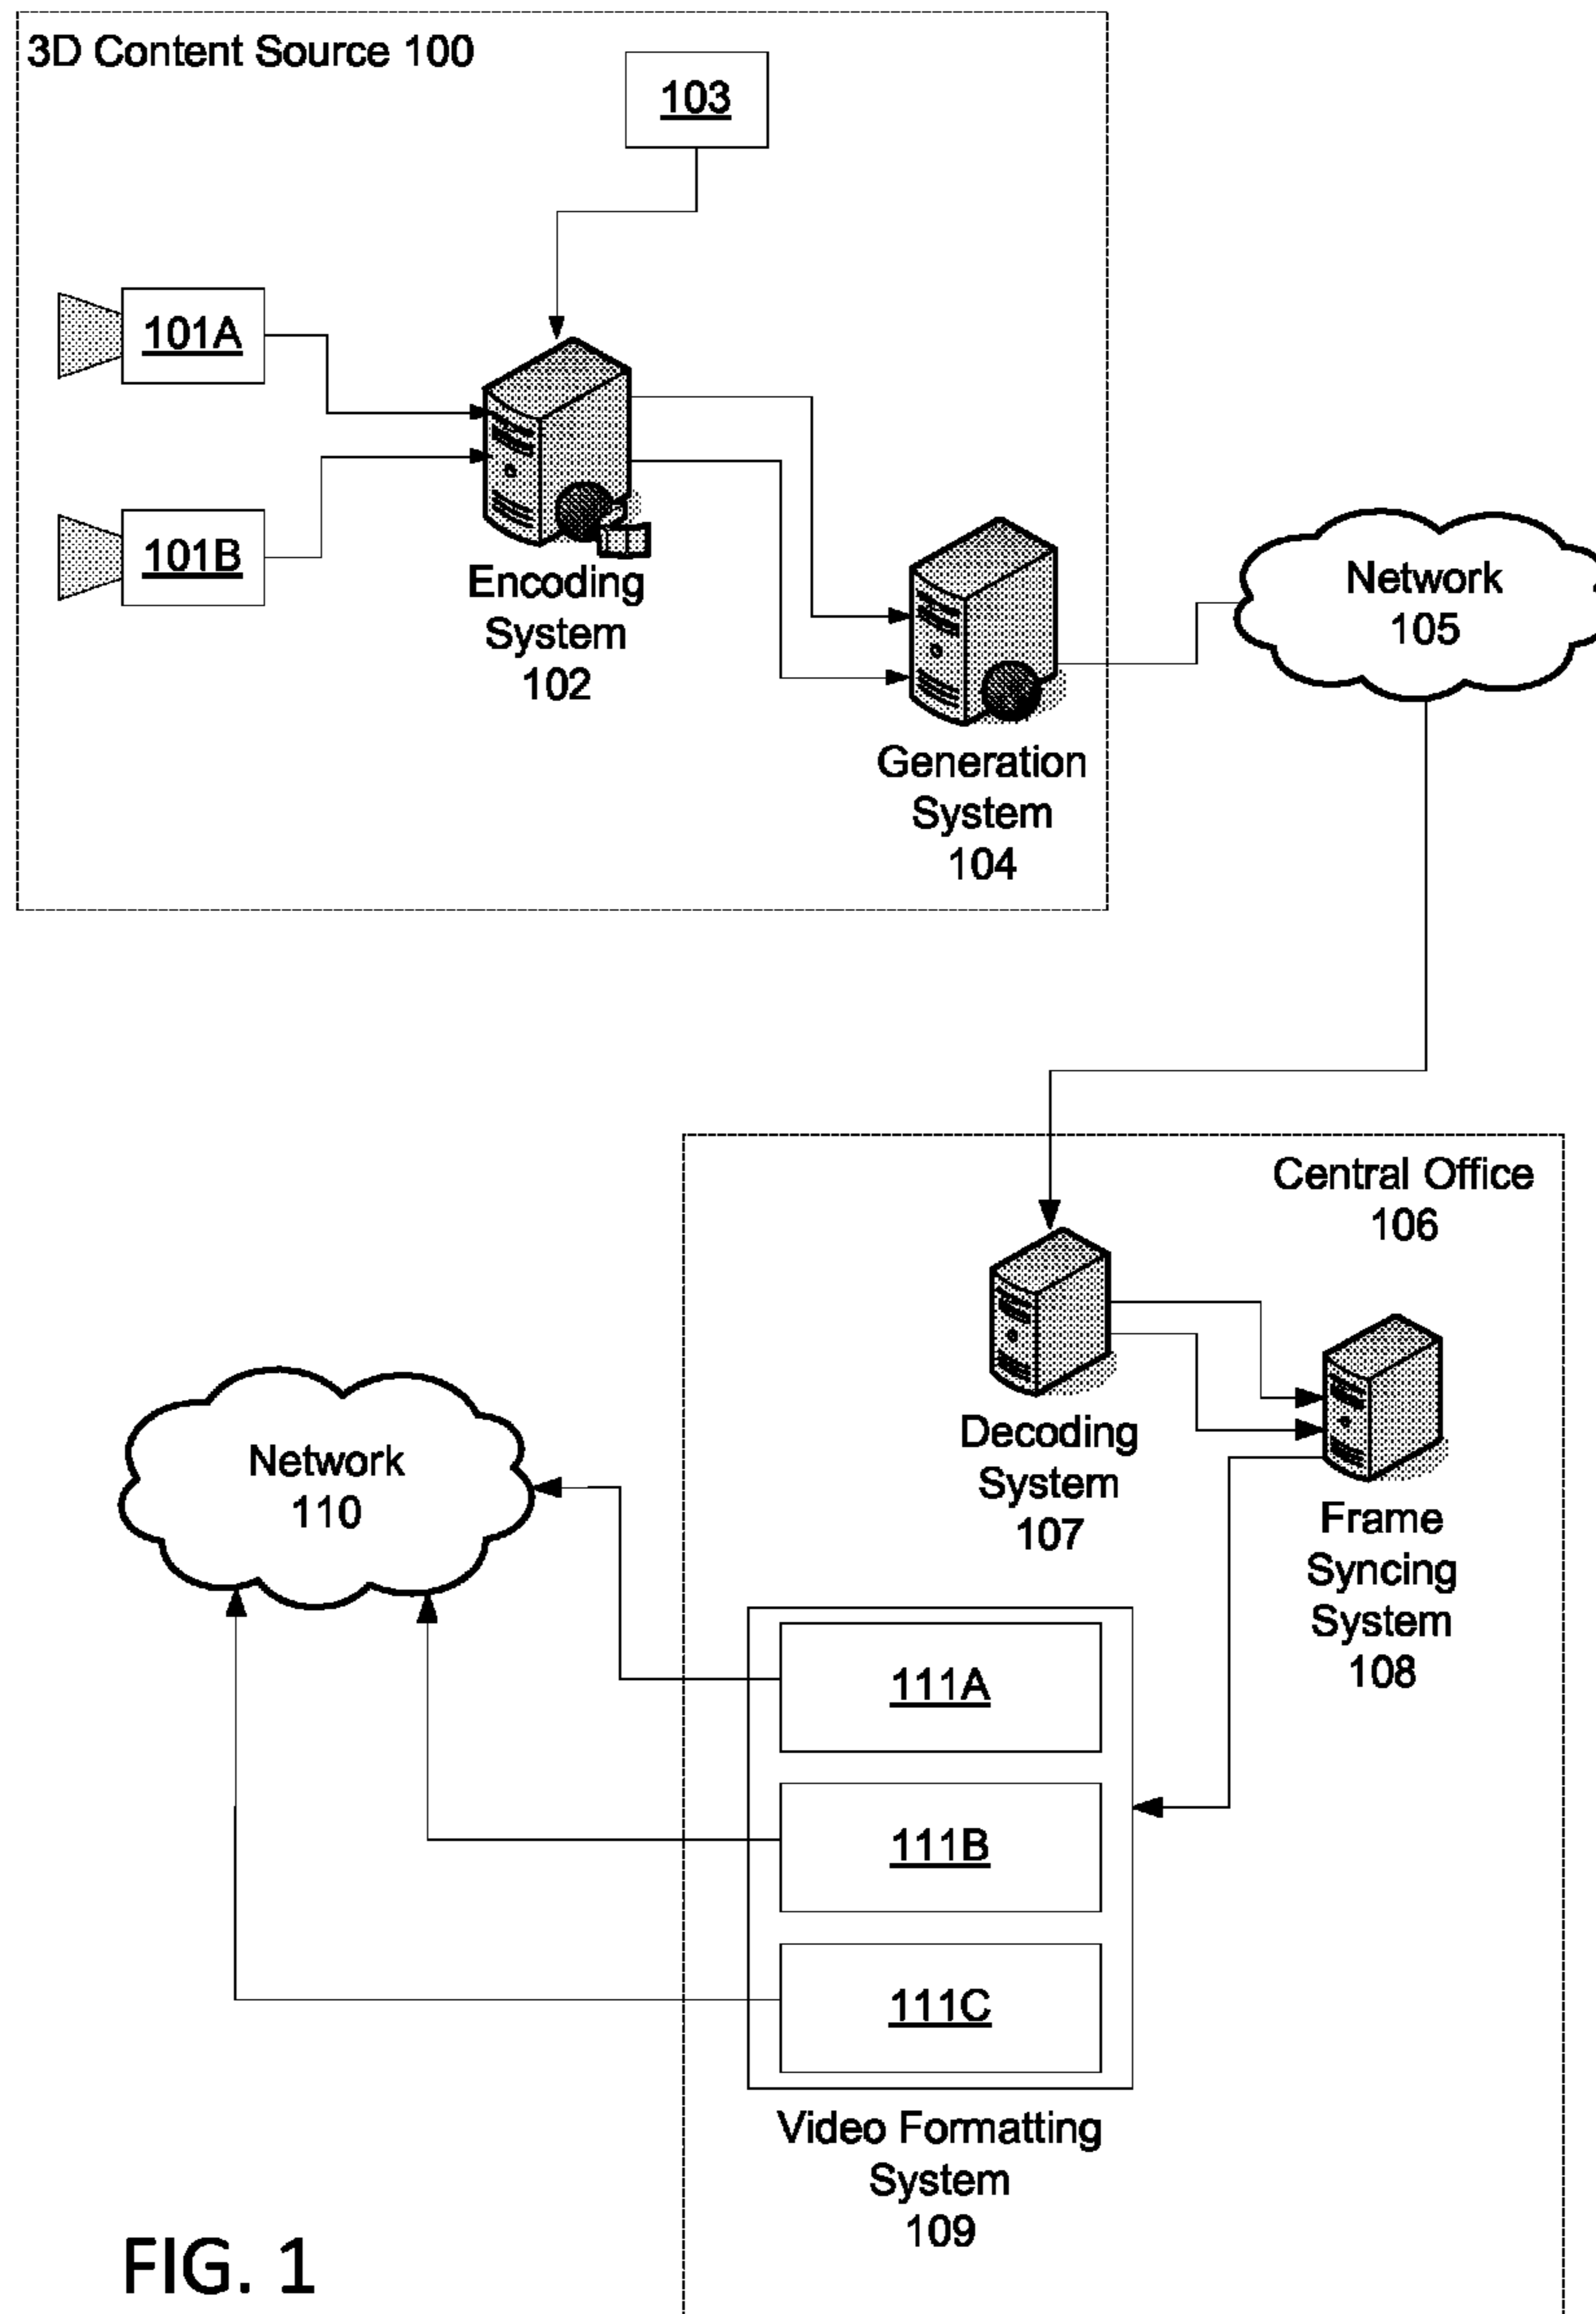 3D Content Source 100
103
101A
101B
Encoding
System
102
Network
105
Generation
System
104
Central Office
106
Decoding
System
107
Network
110
Frame
Syncing
System
108
111A
111B
111C
Video Formatting
System
109
FIG. 1